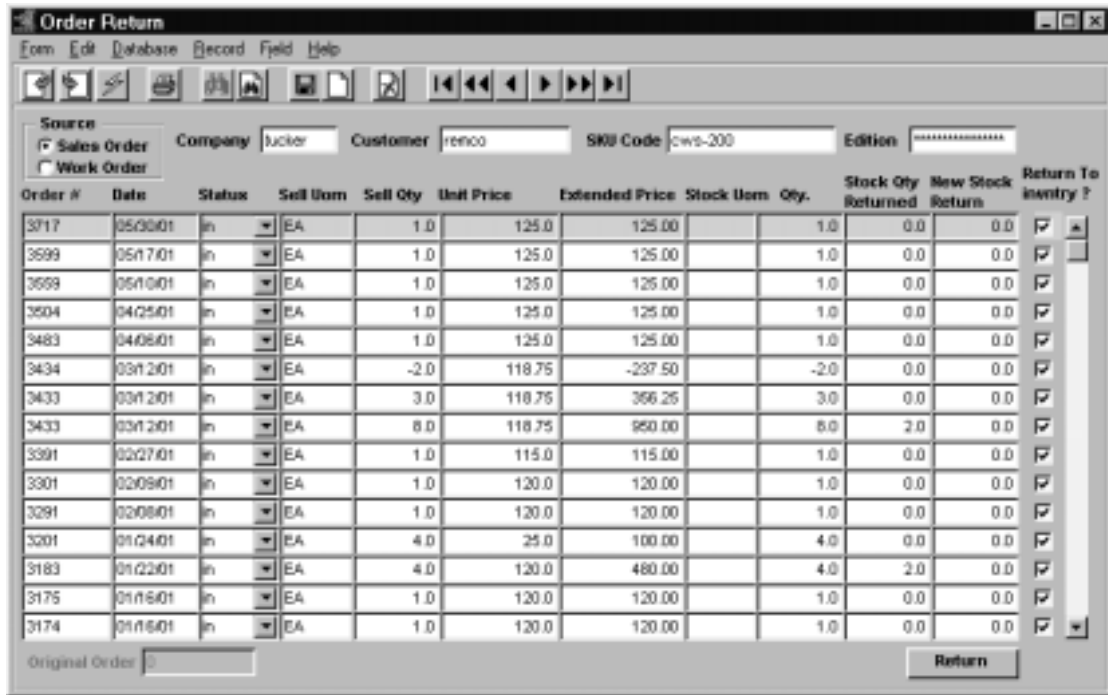 Order Return
Form Edit Database Record Field Help
Source
Sales Order
Work Order
Company tucker Customer remco SKU Code cws-200 Edition ****************
Order # Date Status Sell Uom Sell Qty Unit Price Extended Price Stock Uom Qty. Stock Qty Returned New Stock Return Return To invntry ?
3717 05/30/01 in EA 1.0 125.0 125.00 1.0 0.0 0.0
3599 05/17/01 in EA 1.0 125.0 125.00 1.0 0.0 0.0
3559 05/10/01 in EA 1.0 125.0 125.00 1.0 0.0 0.0
3504 04/25/01 in EA 1.0 125.0 125.00 1.0 0.0 0.0
3483 04/06/01 in EA 1.0 125.0 125.00 1.0 0.0 0.0
3434 03/12/01 in EA -2.0 118.75 -237.50 -2.0 0.0 0.0
3433 03/12/01 in EA 3.0 118.75 356.25 3.0 0.0 0.0
3433 03/12/01 in EA 8.0 118.75 950.00 8.0 2.0 0.0
3391 02/27/01 in EA 1.0 115.0 115.00 1.0 0.0 0.0
3301 02/09/01 in EA 1.0 120.0 120.00 1.0 0.0 0.0
3291 02/08/01 in EA 1.0 120.0 120.00 1.0 0.0 0.0
3201 01/24/01 in EA 4.0 25.0 100.00 4.0 0.0 0.0
3183 01/22/01 in EA 4.0 120.0 480.00 4.0 2.0 0.0
3175 01/16/01 in EA 1.0 120.0 120.00 1.0 0.0 0.0
3174 01/16/01 in EA 1.0 120.0 120.00 1.0 0.0 0.0
Original Order 0 Return